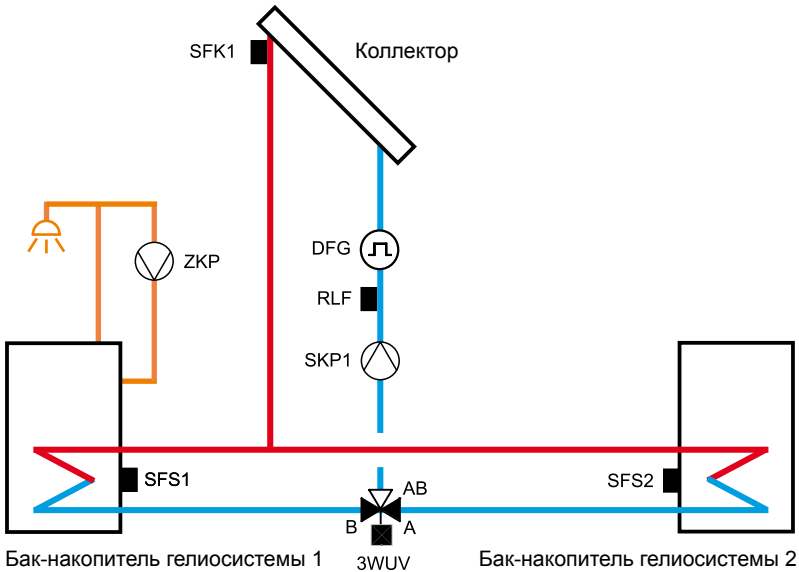 SFK1
Коллектор
DFG
ZKP
RLF
SKP1
SFS1
SFS2
AB
B
A
3WUV
Бак-накопитель гелиосистемы 1
Бак-накопитель гелиосистемы 2